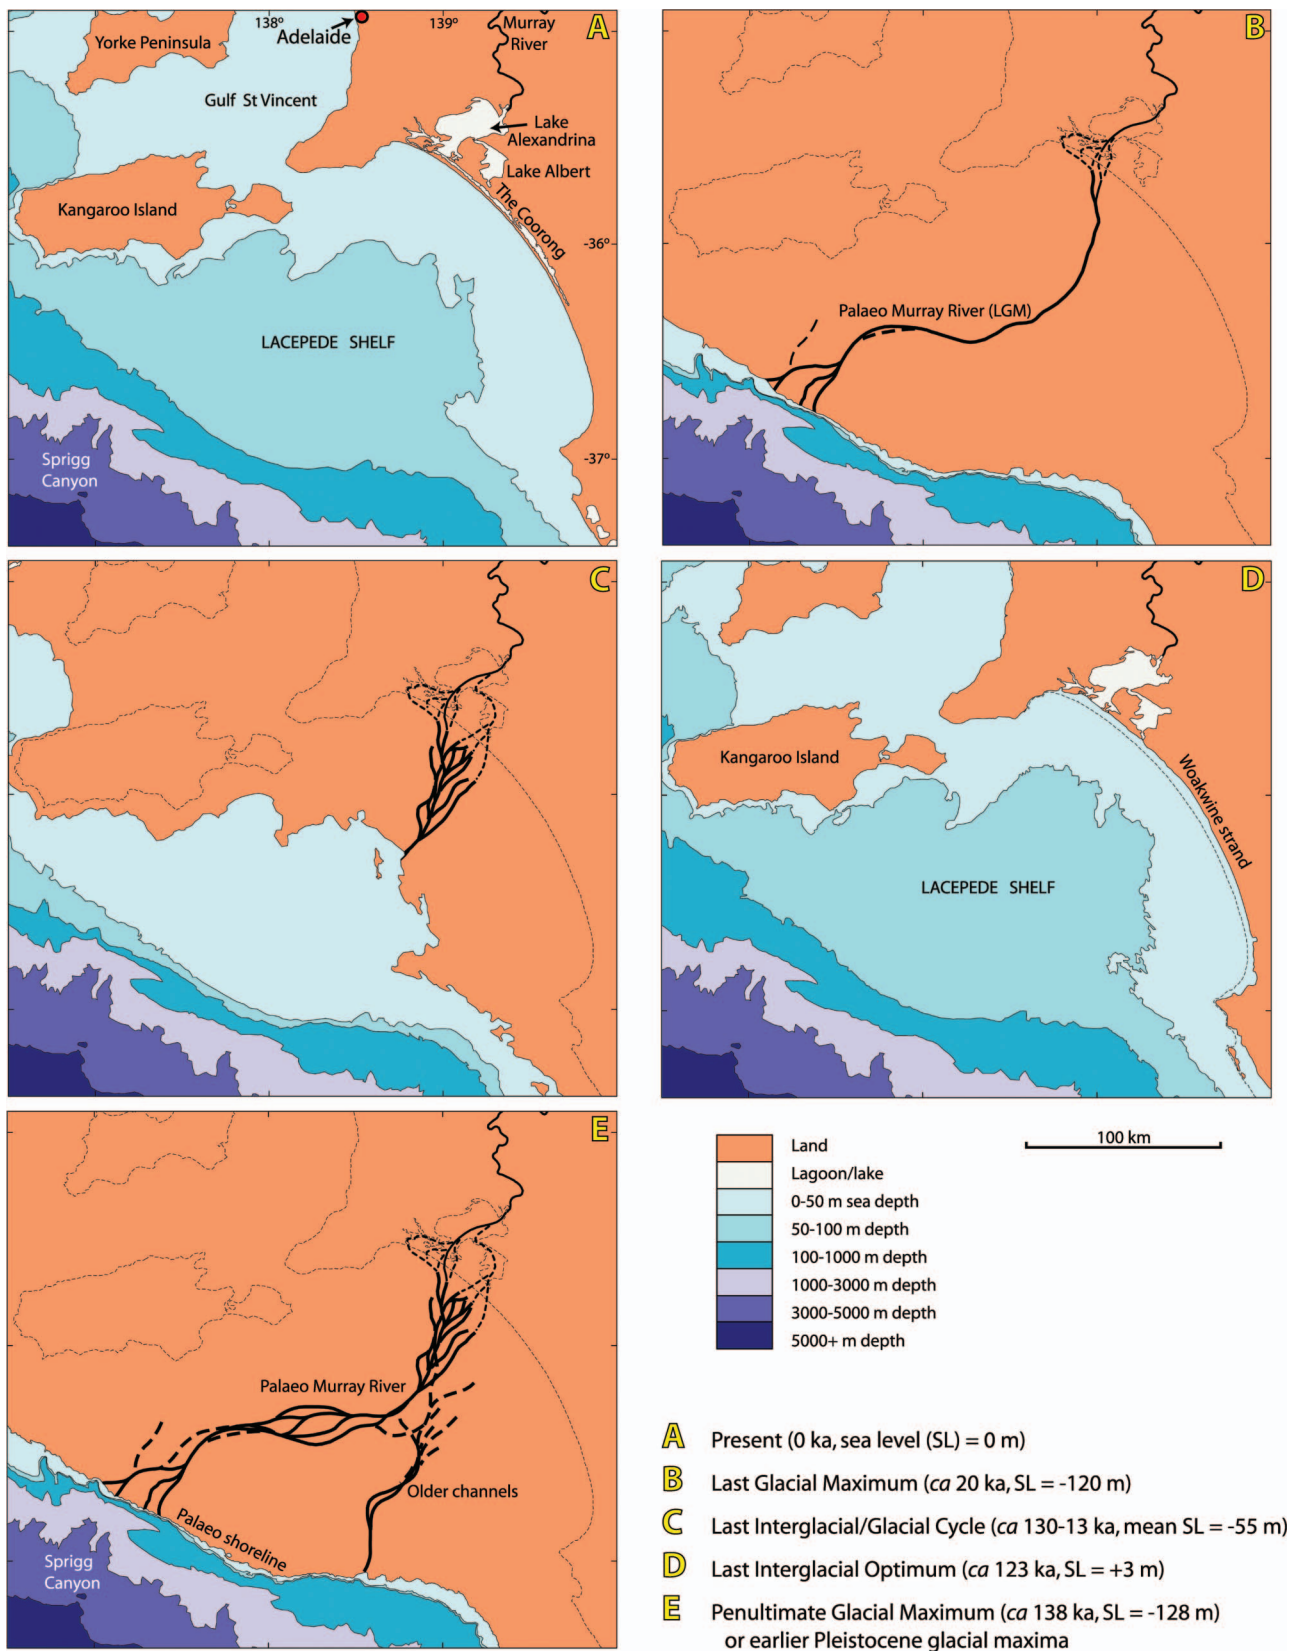 A
138°
139°
Murray
River
Adelaide
Yorke Peninsula
Gulf St Vincent
Lake
Alexandrina
Lake Albert
The Coorong
Kangaroo Island
-36°
LACEPEDE SHELF
-37°
Sprigg
Canyon
B
Palaeo Murray River (LGM)
C
D
Kangaroo Island
Woakwine strand
LACEPEDE SHELF
E
Palaeo Murray River
Older channels
Palaeo shoreline
Sprigg
Canyon
100 km
Land
Lagoon/lake
0-50 m sea depth
50-100 m depth
100-1000 m depth
1000-3000 m depth
3000-5000 m depth
5000+ m depth
A Present (0 ka, sea level (SL) = 0 m)
B Last Glacial Maximum (ca 20 ka, SL = -120 m)
C Last Interglacial/Glacial Cycle (ca 130-13 ka, mean SL = -55 m)
D Last Interglacial Optimum (ca 123 ka, SL = +3 m)
E Penultimate Glacial Maximum (ca 138 ka, SL = -128 m)
or earlier Pleistocene glacial maxima